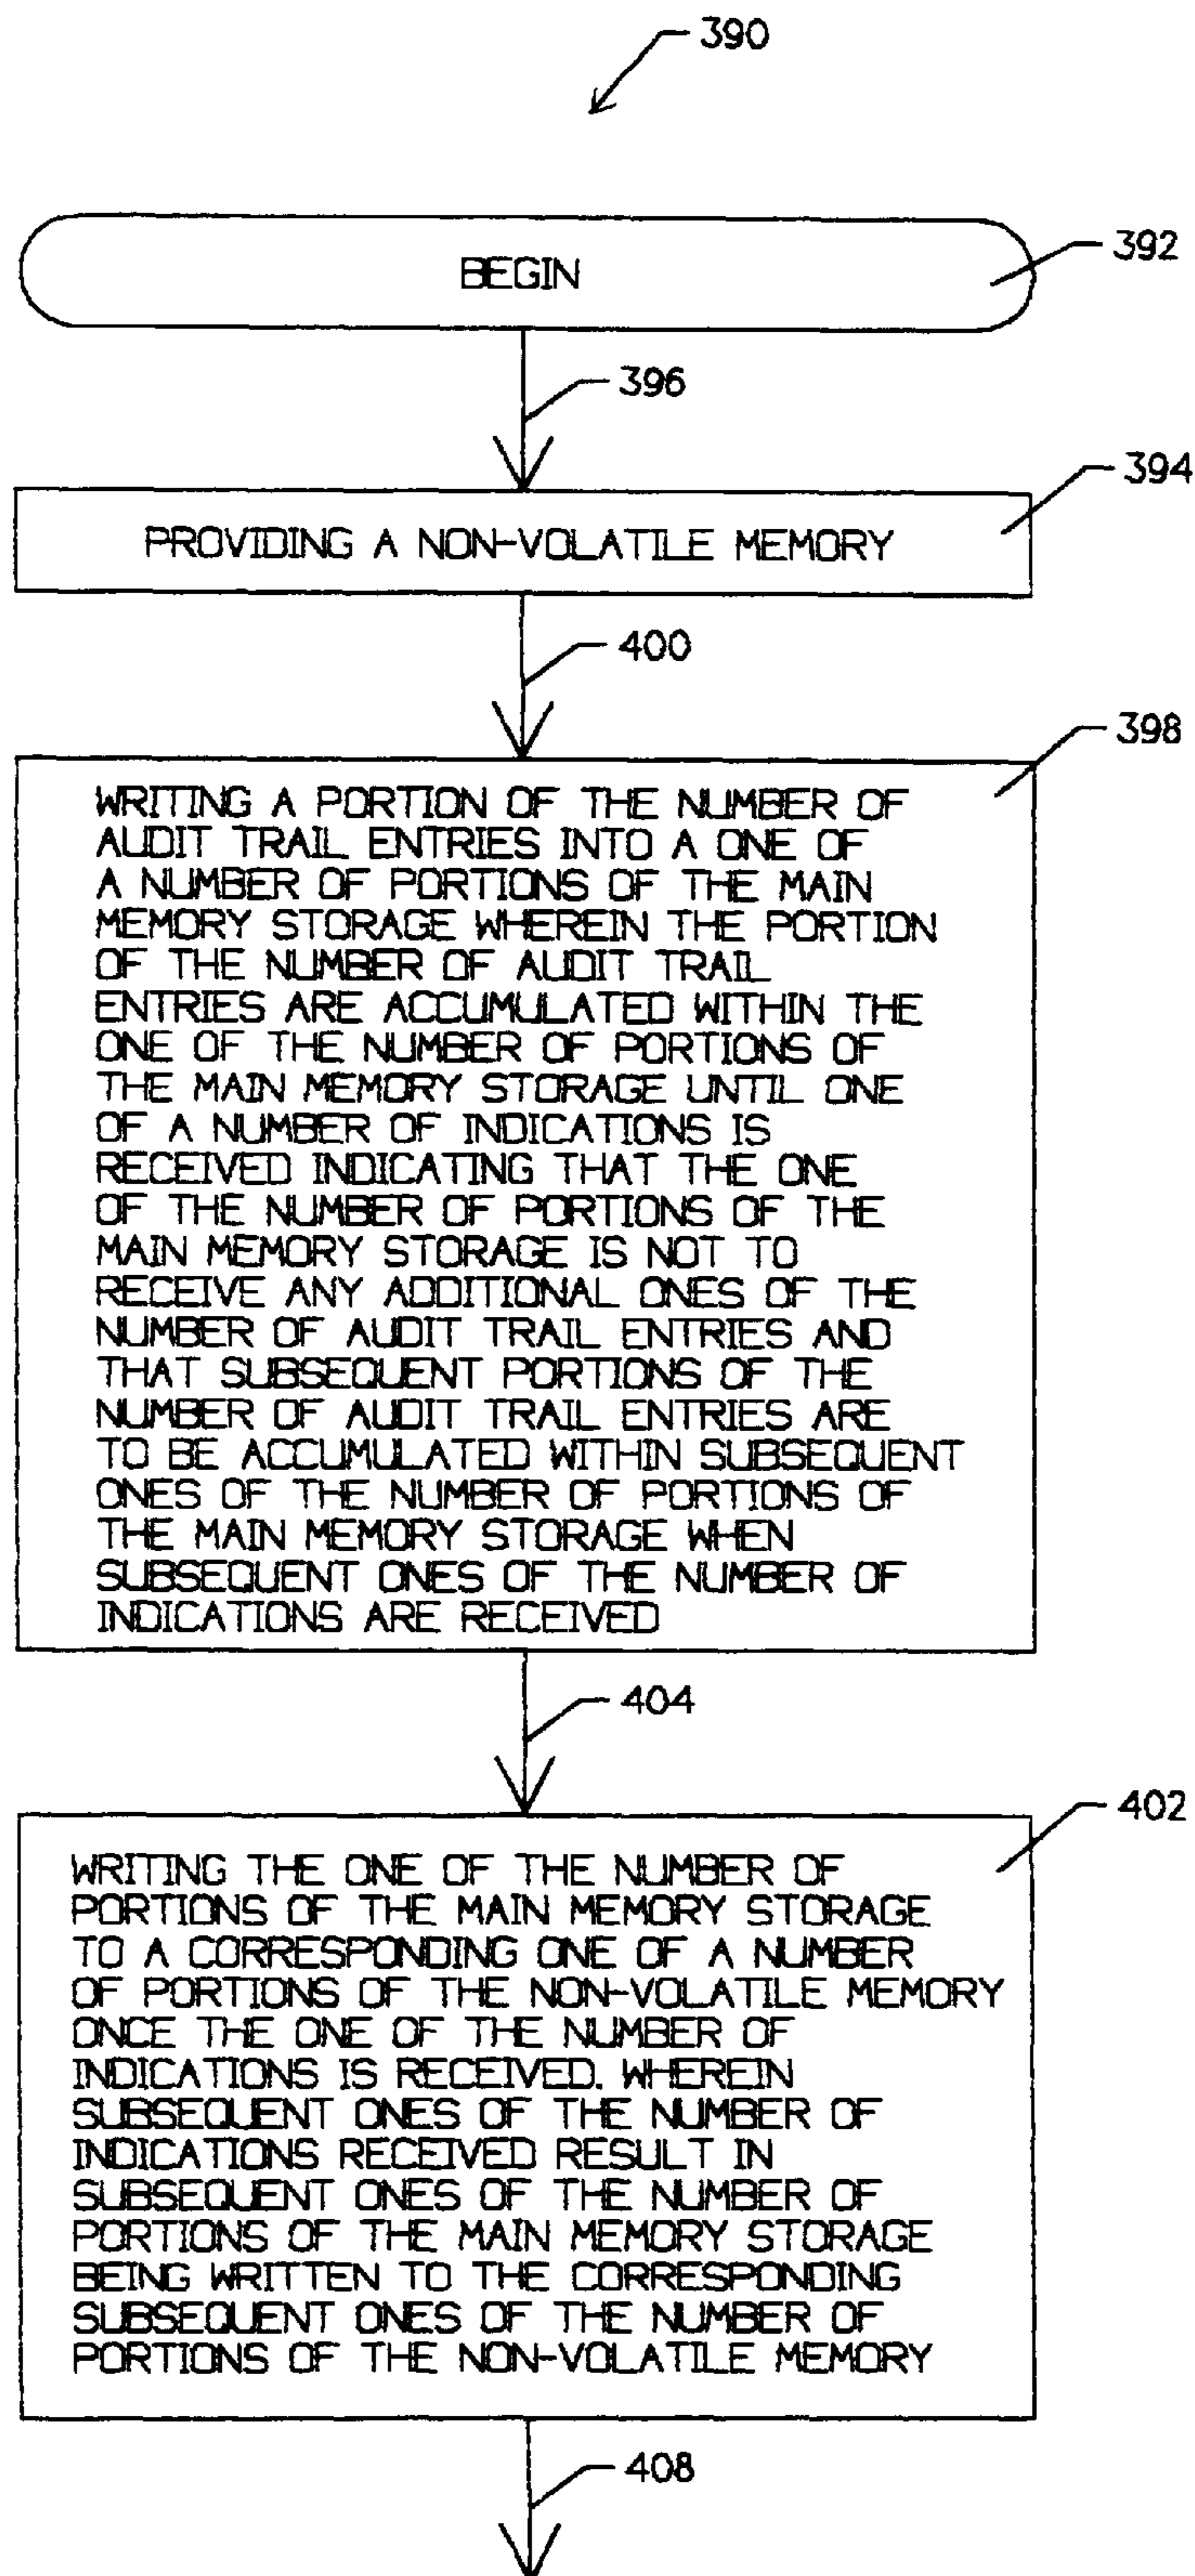 390
BEGIN
392
396
PROVIDING A NON-VOLATILE MEMORY
394
400
398
WRITING A PORTION OF THE NUMBER OF
AUDIT TRAIL ENTRIES INTO A ONE OF
A NUMBER OF PORTIONS OF THE MAIN
MEMORY STORAGE WHEREIN THE PORTION
OF THE NUMBER OF AUDIT TRAIL
ENTRIES ARE ACCUMULATED WITHIN THE
ONE OF THE NUMBER OF PORTIONS OF
THE MAIN MEMORY STORAGE UNTIL ONE
OF A NUMBER OF INDICATIONS IS
RECEIVED INDICATING THAT THE ONE
OF THE NUMBER OF PORTIONS OF THE
MAIN MEMORY STORAGE IS NOT TO
RECEIVE ANY ADDITIONAL ONES OF THE
NUMBER OF AUDIT TRAIL ENTRIES AND
THAT SUBSEQUENT PORTIONS OF THE
NUMBER OF AUDIT TRAIL ENTRIES ARE
TO BE ACCUMULATED WITHIN SUBSEQUENT
ONES OF THE NUMBER OF PORTIONS OF
THE MAIN MEMORY STORAGE WHEN
SUBSEQUENT ONES OF THE NUMBER OF
INDICATIONS ARE RECEIVED
404
402
WRITING THE ONE OF THE NUMBER OF
PORTIONS OF THE MAIN MEMORY STORAGE
TO A CORRESPONDING ONE OF A NUMBER
OF PORTIONS OF THE NON-VOLATILE MEMORY
ONCE THE ONE OF THE NUMBER OF
INDICATIONS IS RECEIVED. WHEREIN
SUBSEQUENT ONES OF THE NUMBER OF
INDICATIONS RECEIVED RESULT IN
SUBSEQUENT ONES OF THE NUMBER OF
PORTIONS OF THE MAIN MEMORY STORAGE
BEING WRITTEN TO THE CORRESPONDING
SUBSEQUENT ONES OF THE NUMBER OF
PORTIONS OF THE NON-VOLATILE MEMORY
408